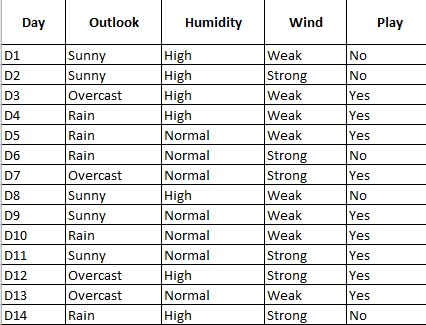 Day Outlook Humidity Wind Play
D1 Sunny High Weak No
D2 Sunny High Strong No
D3 Overcast High Weak Yes
D4 Rain High Weak Yes
D5 Rain Normal Weak Yes
D6 Rain Normal Strong No
D7 Overcast Normal Strong Yes
D8 Sunny High Weak No
D9 Sunny Normal Weak Yes
D10 Rain Normal Weak Yes
D11 Sunny Normal Strong Yes
D12 Overcast High Strong Yes
D13 Overcast Normal Weak Yes
D14 Rain High Strong No